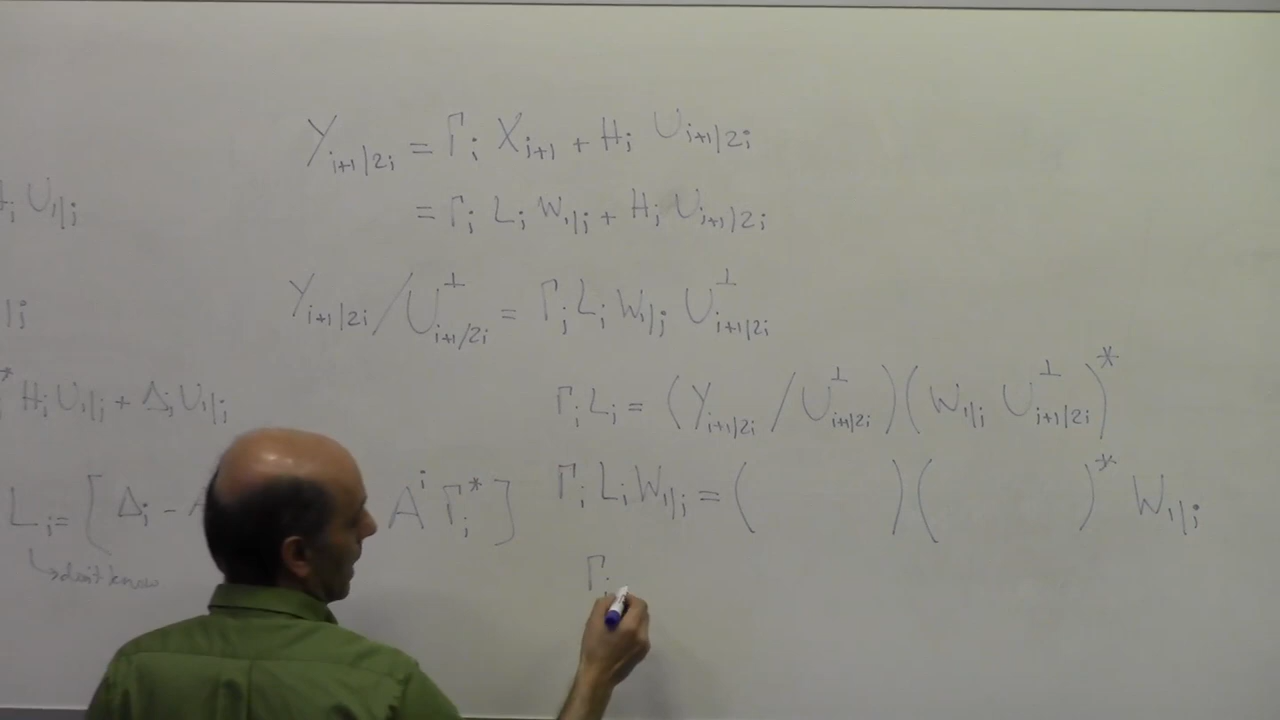 H_i U_{1|i}
Y_{i+1|2i} = Γ_i X_{i+1} + H_i U_{i+1|2i}
= Γ_i L_i W_{1|i} + H_i U_{i+1|2i}
1|i
Y_{i+1|2i} / U^⊥_{i+1/2i} = Γ_i L_i W_{1|i} U^⊥_{i+1|2i}
* H_i U_{1|i} + Δ_i U_{1|i}
Γ_i L_i = (Y_{i+1|2i} / U^⊥_{i+1|2i}) (W_{1|i} U^⊥_{i+1|2i})^*
L_i = [Δ_i - A^i Γ_i^*]
Γ_i L_i W_{1|i} = ( ) ( )^* W_{1|i}
↳ don't know
Γ_i